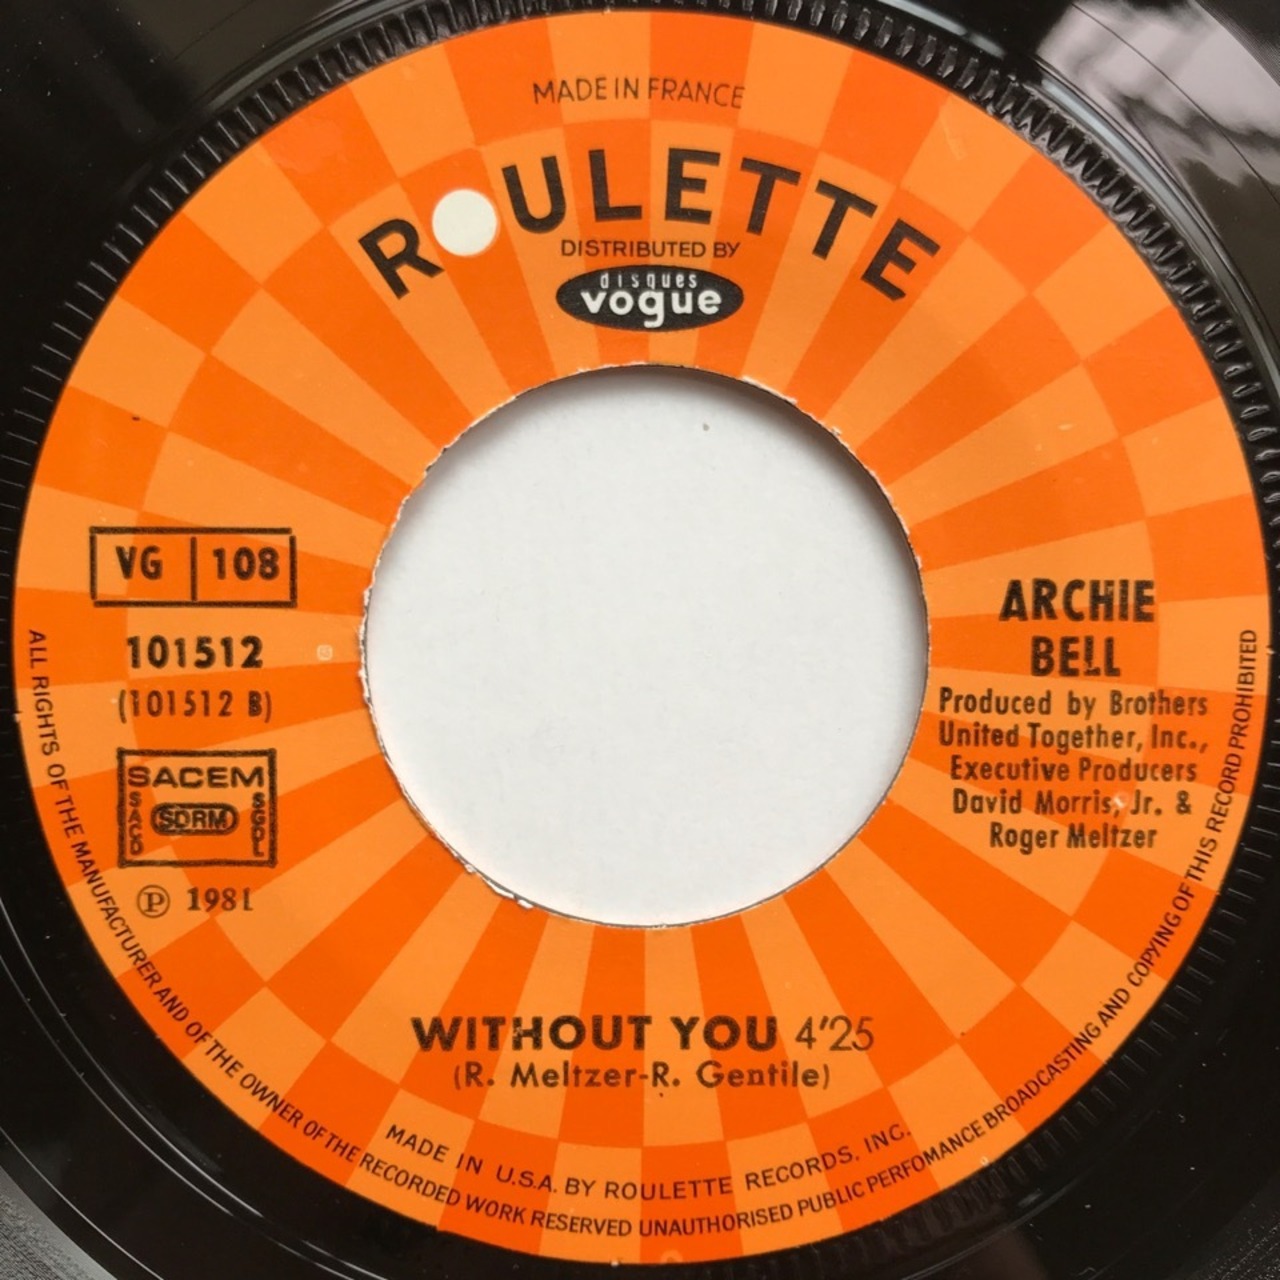 MADE IN FRANCE
ROULETTE
DISTRIBUTED BY
disques
vogue
VG 108
101512
(101512 B)
SACEM
SACD
SDRM
SGDL
Ⓟ 1981
ARCHIE
BELL
Produced by Brothers
United Together, Inc.,
Executive Producers
David Morris, Jr. &
Roger Meltzer
WITHOUT YOU 4'25
(R. Meltzer-R. Gentile)
MADE IN U.S.A. BY ROULETTE RECORDS, INC.
ALL RIGHTS OF THE MANUFACTURER AND OF THE OWNER OF THE RECORDED WORK RESERVED UNAUTHORISED PUBLIC PERFOMANCE BROADCASTING AND COPYING OF THIS RECORD PROHIBITED